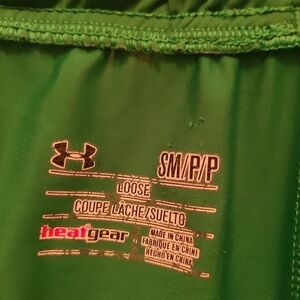 SM/P/P
LOOSE
COUPE LÂCHE/SUELTO
heatgear
MADE IN CHINA
FABRIQUÉ EN CHINE
HECHO EN CHINA